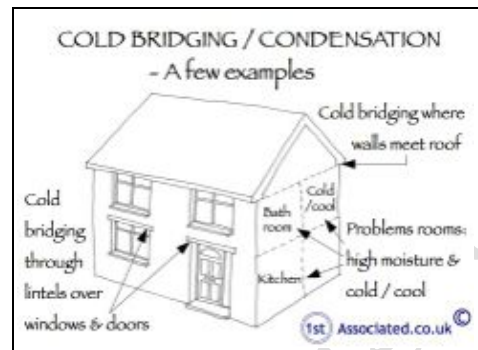 COLD BRIDGING / CONDENSATION
- A few examples
Cold bridging where
walls meet roof
Cold
bridging
through
lintels over
windows & doors
Bath
room
Cold
/cool
Kitchen
Problems rooms:
high moisture &
cold / cool
1st Associated.co.uk ©